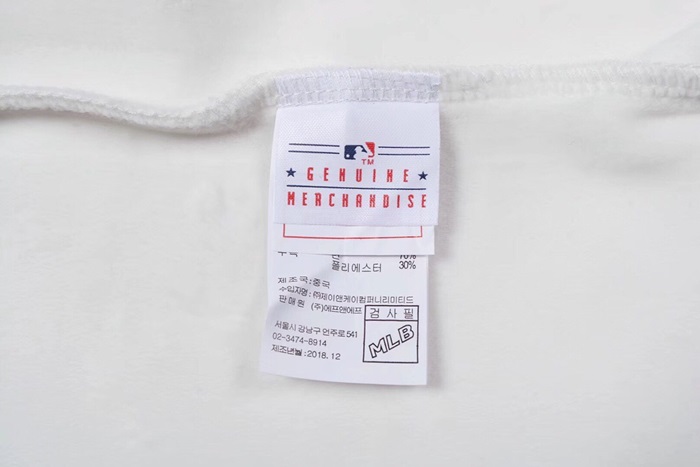 TM
GENUINE
MERCHANDISE
70%
폴리에스터 30%
제 조 국 : 중국
수입자명 : ㈜제이앤케이컴퍼니리미티드
판 매 원 (주)에프앤에프
검 사 필
MLB
서울시 강남구 언주로 541
02-3474-8914
제조년월 : 2018. 12